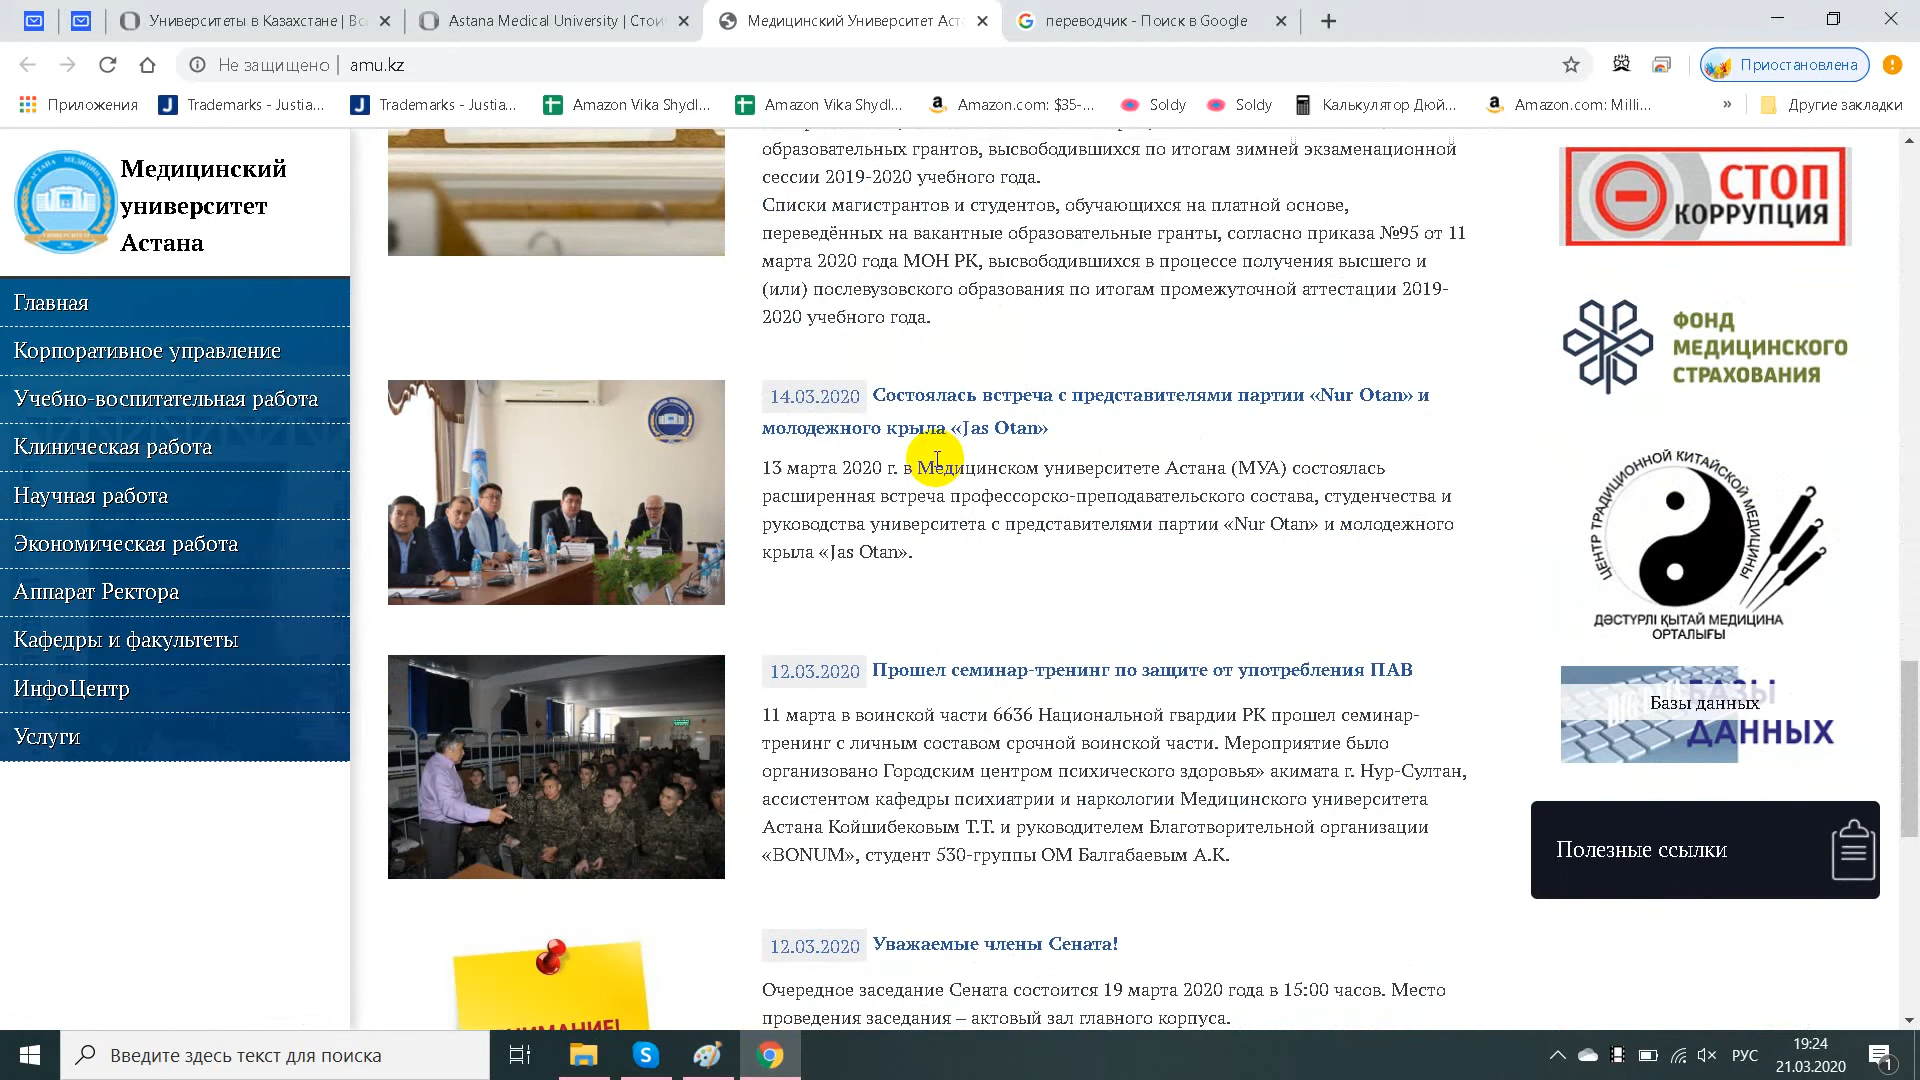 Университеты в Казахстане | Вс
Astana Medical University | Стои
Медицинский Университет Аст
переводчик - Поиск в Google
Не защищено | amu.kz
Приостановлена
Приложения
Trademarks - Justia...
Trademarks - Justia...
Amazon Vika Shydl...
Amazon Vika Shydl...
Amazon.com: $35-...
Soldy
Soldy
Калькулятор Дюй...
Amazon.com: Milli...
»
Другие закладки
Медицинский
университет
Астана
Главная
Корпоративное управление
Учебно-воспитательная работа
Клиническая работа
Научная работа
Экономическая работа
Аппарат Ректора
Кафедры и факультеты
ИнфоЦентр
Услуги
образовательных грантов, высвободившихся по итогам зимней экзаменационной
сессии 2019-2020 учебного года.
Списки магистрантов и студентов, обучающихся на платной основе,
переведённых на вакантные образовательные гранты, согласно приказа №95 от 11
марта 2020 года МОН РК, высвободившихся в процессе получения высшего и
(или) послевузовского образования по итогам промежуточной аттестации 2019-
2020 учебного года.
14.03.2020 Состоялась встреча с представителями партии «Nur Otan» и
молодежного крыла «Jas Otan»
13 марта 2020 г. в Медицинском университете Астана (МУА) состоялась
расширенная встреча профессорско-преподавательского состава, студенчества и
руководства университета с представителями партии «Nur Otan» и молодежного
крыла «Jas Otan».
12.03.2020 Прошел семинар-тренинг по защите от употребления ПАВ
11 марта в воинской части 6636 Национальной гвардии РК прошел семинар-
тренинг с личным составом срочной воинской части. Мероприятие было
организовано Городским центром психического здоровья» акимата г. Нур-Султан,
ассистентом кафедры психиатрии и наркологии Медицинского университета
Астана Койшибековым Т.Т. и руководителем Благотворительной организации
«BONUM», студент 530-группы ОМ Балгабаевым А.К.
ВНИМАНИЕ!
12.03.2020 Уважаемые члены Сената!
Очередное заседание Сената состоится 19 марта 2020 года в 15:00 часов. Место
проведения заседания – актовый зал главного корпуса.
СТОП
КОРРУПЦИЯ
ФОНД
МЕДИЦИНСКОГО
СТРАХОВАНИЯ
ЦЕНТР ТРАДИЦИОННОЙ КИТАЙСКОЙ МЕДИЦИНЫ
ДӘСТҮРЛІ ҚЫТАЙ МЕДИЦИНА
ОРТАЛЫҒЫ
БАЗЫ
Базы данных
ДАННЫХ
Полезные ссылки
Введите здесь текст для поиска
РУС
19:24
21.03.2020
1